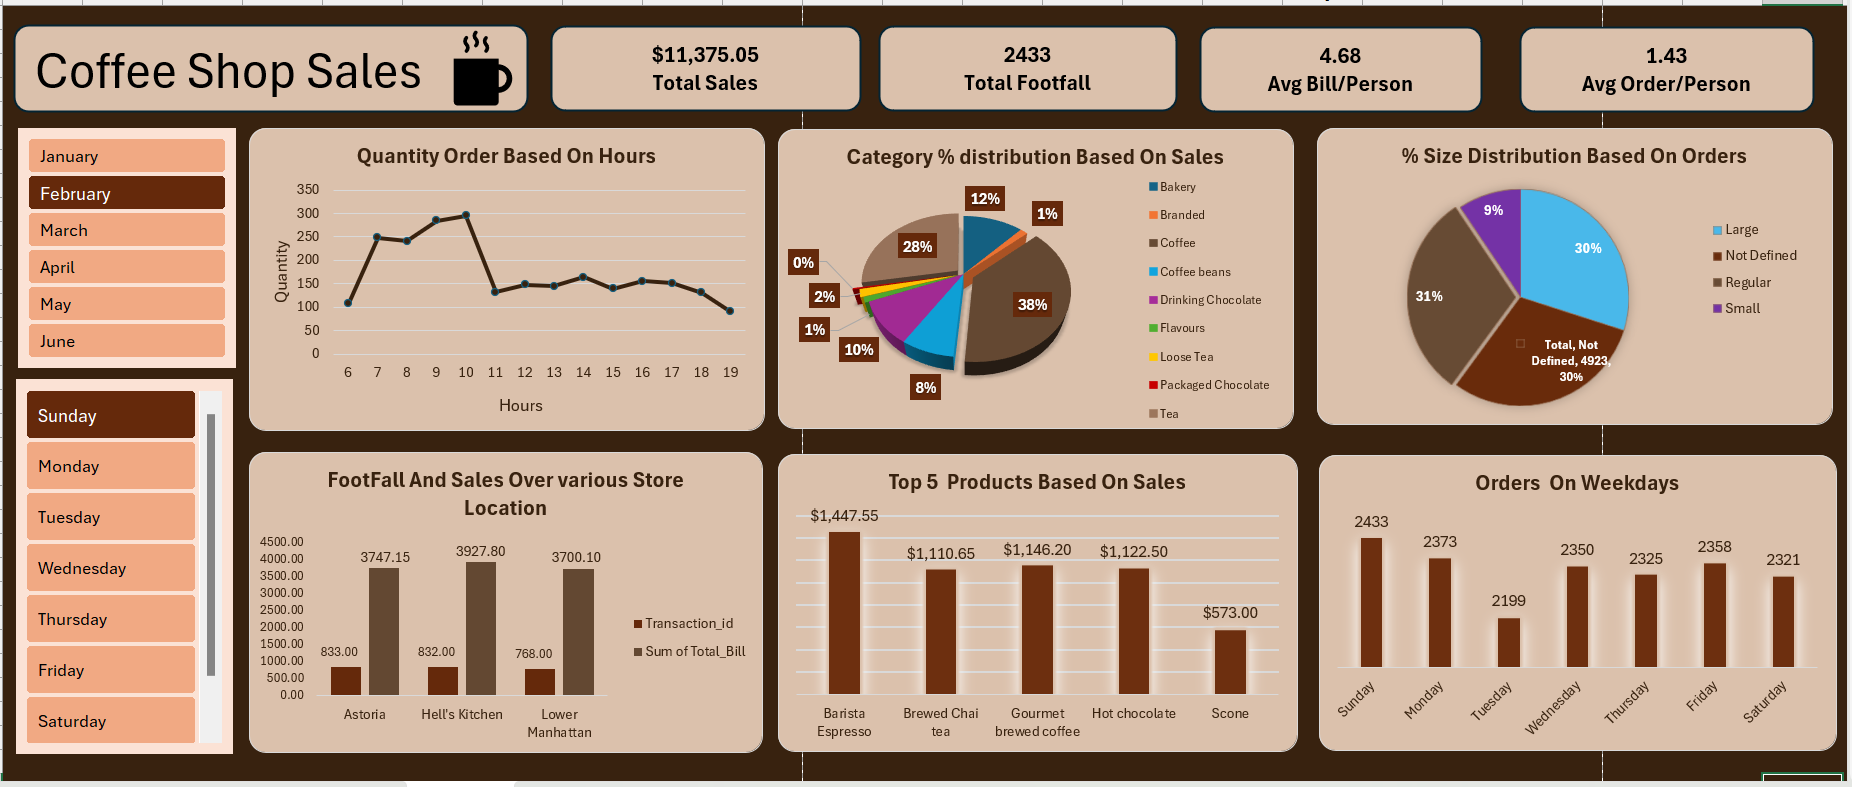 Coffee Shop Sales
$11,375.05
Total Sales
2433
Total Footfall
4.68
Avg Bill/Person
1.43
Avg Order/Person
January
February
March
April
May
June
Sunday
Monday
Tuesday
Wednesday
Thursday
Friday
Saturday
Quantity Order Based On Hours
350
300
250
200
150
100
50
0
Quantity
6 7 8 9 10 11 12 13 14 15 16 17 18 19
Hours
Category % distribution Based On Sales
12%
1%
28%
0%
2%
1%
10%
8%
38%
Bakery
Branded
Coffee
Coffee beans
Drinking Chocolate
Flavours
Loose Tea
Packaged Chocolate
Tea
% Size Distribution Based On Orders
9%
30%
31%
Total, Not
Defined, 4923,
30%
Large
Not Defined
Regular
Small
FootFall And Sales Over various Store
Location
4500.00
4000.00
3500.00
3000.00
2500.00
2000.00
1500.00
1000.00
500.00
0.00
3747.15
3927.80
3700.10
833.00
832.00
768.00
Astoria
Hell's Kitchen
Lower
Manhattan
Transaction_id
Sum of Total_Bill
Top 5  Products Based On Sales
$1,447.55
$1,110.65
$1,146.20
$1,122.50
$573.00
Barista
Espresso
Brewed Chai
tea
Gourmet
brewed coffee
Hot chocolate
Scone
Orders  On Weekdays
2433
2373
2199
2350
2325
2358
2321
Sunday
Monday
Tuesday
Wednesday
Thursday
Friday
Saturday